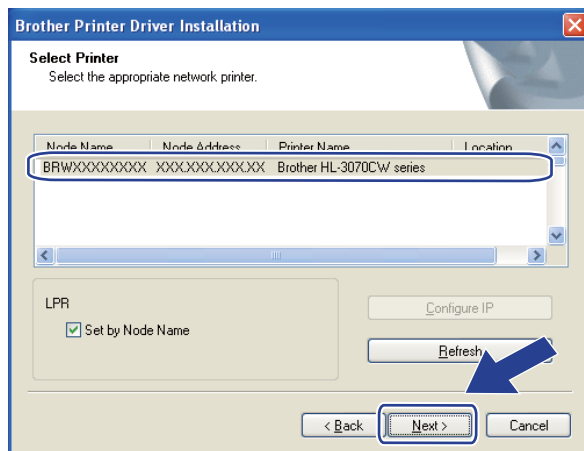 Brother Printer Driver Installation
Select Printer
Select the appropriate network printer.
Node Name Node Address Printer Name Location
BRWXXXXXXXX XXX.XXX.XXX.XX Brother HL-3070CW series
LPR
Set by Node Name
Configure IP
Refresh
< Back Next > Cancel